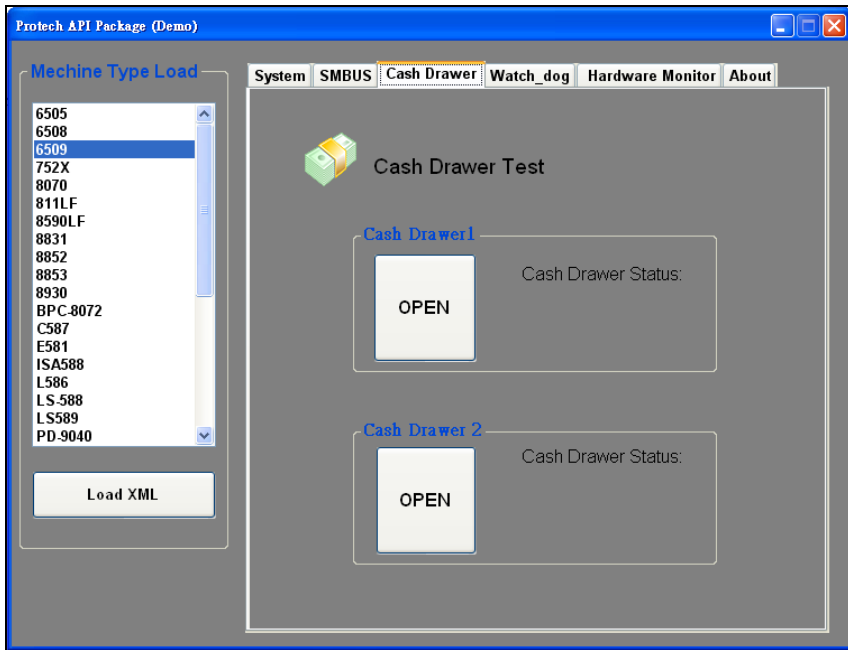 Protech API Package (Demo)
Mechine Type Load
6505
6508
6509
752X
8070
811LF
8590LF
8831
8852
8853
8930
BPC-8072
C587
E581
ISA588
L586
LS-588
LS589
PD-9040
Load XML
System SMBUS Cash Drawer Watch_dog Hardware Monitor About
Cash Drawer Test
Cash Drawer1
OPEN
Cash Drawer Status:
Cash Drawer 2
OPEN
Cash Drawer Status: